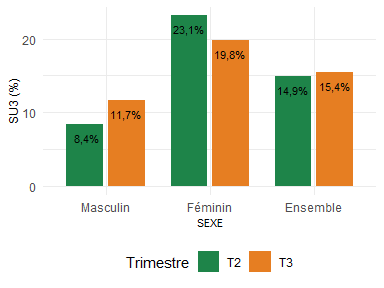 SU3 (%)
20
10
0
23,1%
19,8%
14,9%
15,4%
8,4%
11,7%
Masculin
Féminin
Ensemble
SEXE
Trimestre
T2
T3